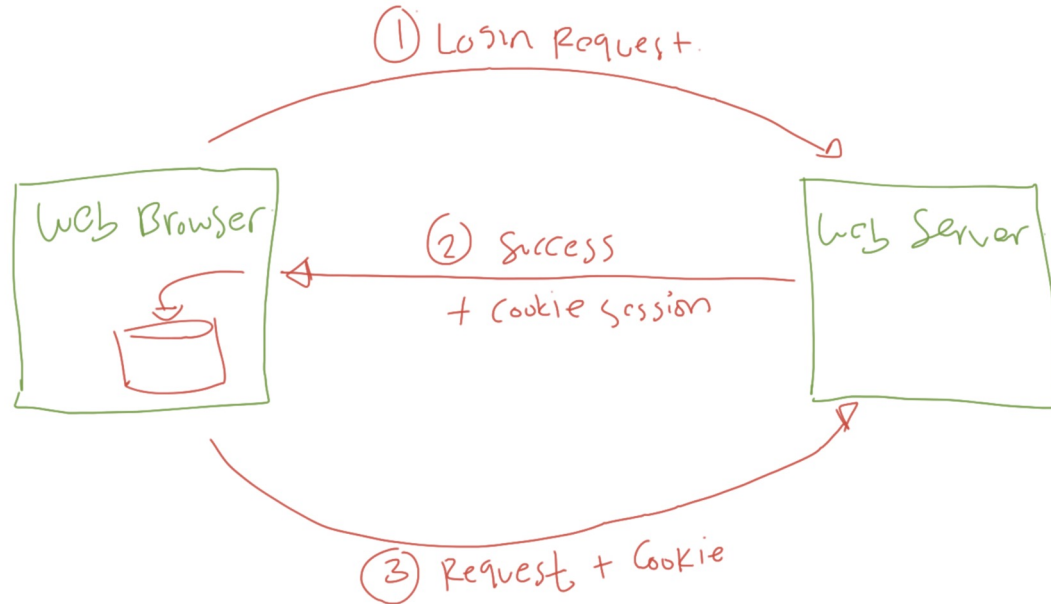 ① Login Request.
Web Browser
Web Server
② Success
+ Cookie session
③ Request + Cookie